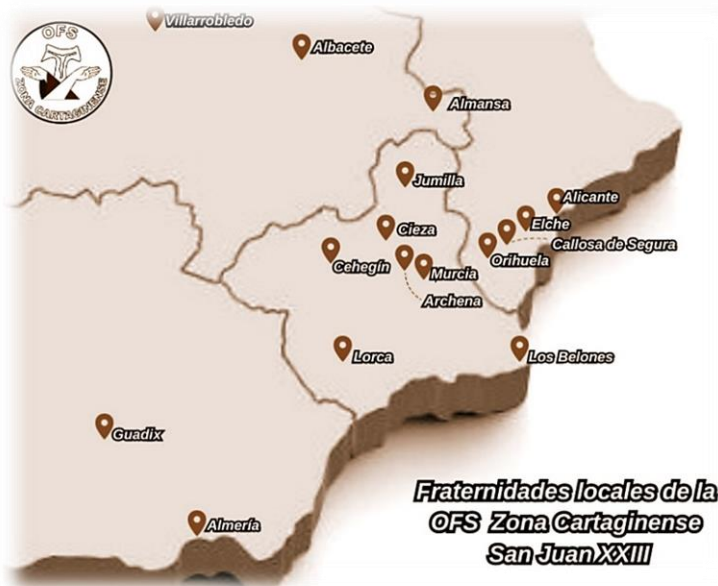 Villarrobledo
OFS
ZONA CARTAGINENSE
Albacete
Almansa
Jumilla
Alicante
Cieza
Elche
Callosa de Segura
Cehegín
Murcia
Orihuela
Archena
Lorca
Los Belones
Guadix
Almería
Fraternidades locales de la
OFS Zona Cartaginense
San Juan XXIII